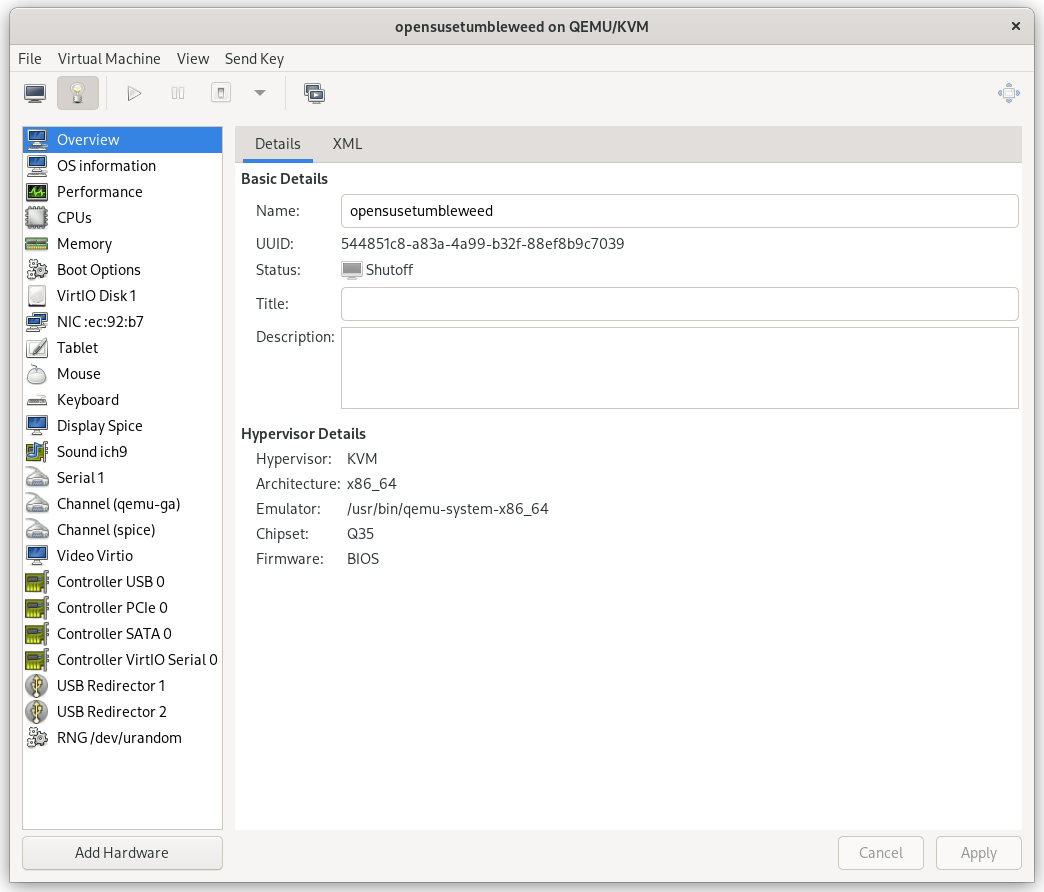 opensusetumbleweed on QEMU/KVM
File Virtual Machine View Send Key
Overview
OS information
Performance
CPUs
Memory
Boot Options
VirtIO Disk 1
NIC :ec:92:b7
Tablet
Mouse
Keyboard
Display Spice
Sound ich9
Serial 1
Channel (qemu-ga)
Channel (spice)
Video Virtio
Controller USB 0
Controller PCIe 0
Controller SATA 0
Controller VirtIO Serial 0
USB Redirector 1
USB Redirector 2
RNG /dev/urandom
Add Hardware
Details XML
Basic Details
Name: opensusetumbleweed
UUID: 544851c8-a83a-4a99-b32f-88ef8b9c7039
Status: Shutoff
Title:
Description:
Hypervisor Details
Hypervisor: KVM
Architecture: x86_64
Emulator: /usr/bin/qemu-system-x86_64
Chipset: Q35
Firmware: BIOS
Cancel Apply